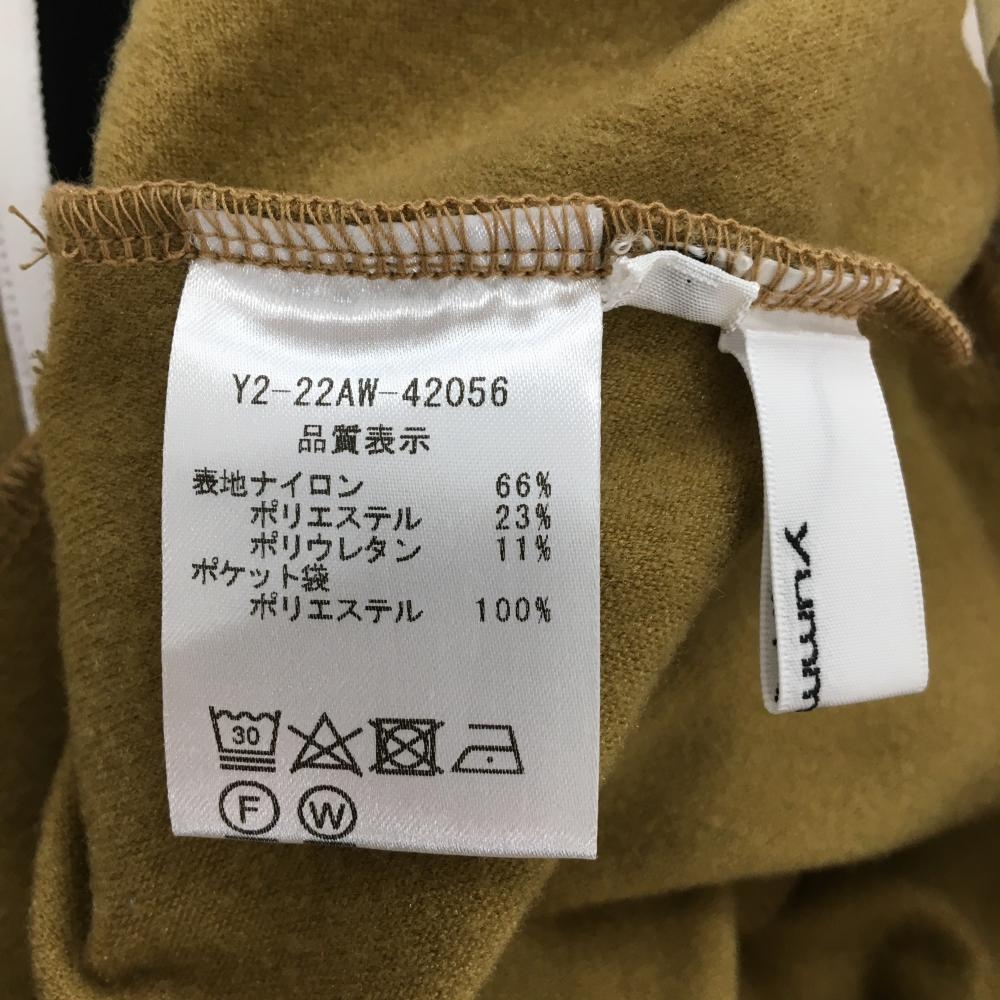 Y2-22AW-42056
品質表示
表地ナイロン 66%
ポリエステル 23%
ポリウレタン 11%
ポケット袋
ポリエステル 100%
30
F W